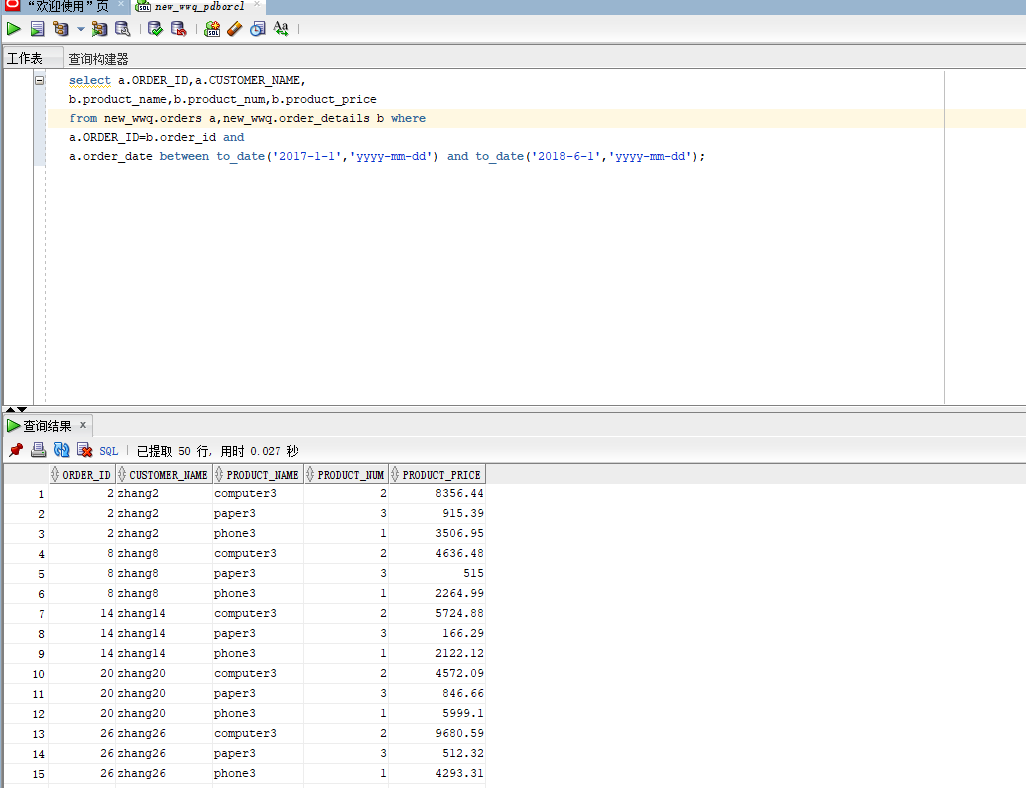 “欢迎使用”页 new_wwq_pdborcl
工作表 查询构建器
select a.ORDER_ID,a.CUSTOMER_NAME,
b.product_name,b.product_num,b.product_price
from new_wwq.orders a,new_wwq.order_details b where
a.ORDER_ID=b.order_id and
a.order_date between to_date('2017-1-1','yyyy-mm-dd') and to_date('2018-6-1','yyyy-mm-dd');
查询结果 x
SQL 已提取 50 行, 用时 0.027 秒
ORDER_ID CUSTOMER_NAME PRODUCT_NAME PRODUCT_NUM PRODUCT_PRICE
1 2 zhang2 computer3 2 8356.44
2 2 zhang2 paper3 3 915.39
3 2 zhang2 phone3 1 3506.95
4 8 zhang8 computer3 2 4636.48
5 8 zhang8 paper3 3 515
6 8 zhang8 phone3 1 2264.99
7 14 zhang14 computer3 2 5724.88
8 14 zhang14 paper3 3 166.29
9 14 zhang14 phone3 1 2122.12
10 20 zhang20 computer3 2 4572.09
11 20 zhang20 paper3 3 846.66
12 20 zhang20 phone3 1 5999.1
13 26 zhang26 computer3 2 9680.59
14 26 zhang26 paper3 3 512.32
15 26 zhang26 phone3 1 4293.31